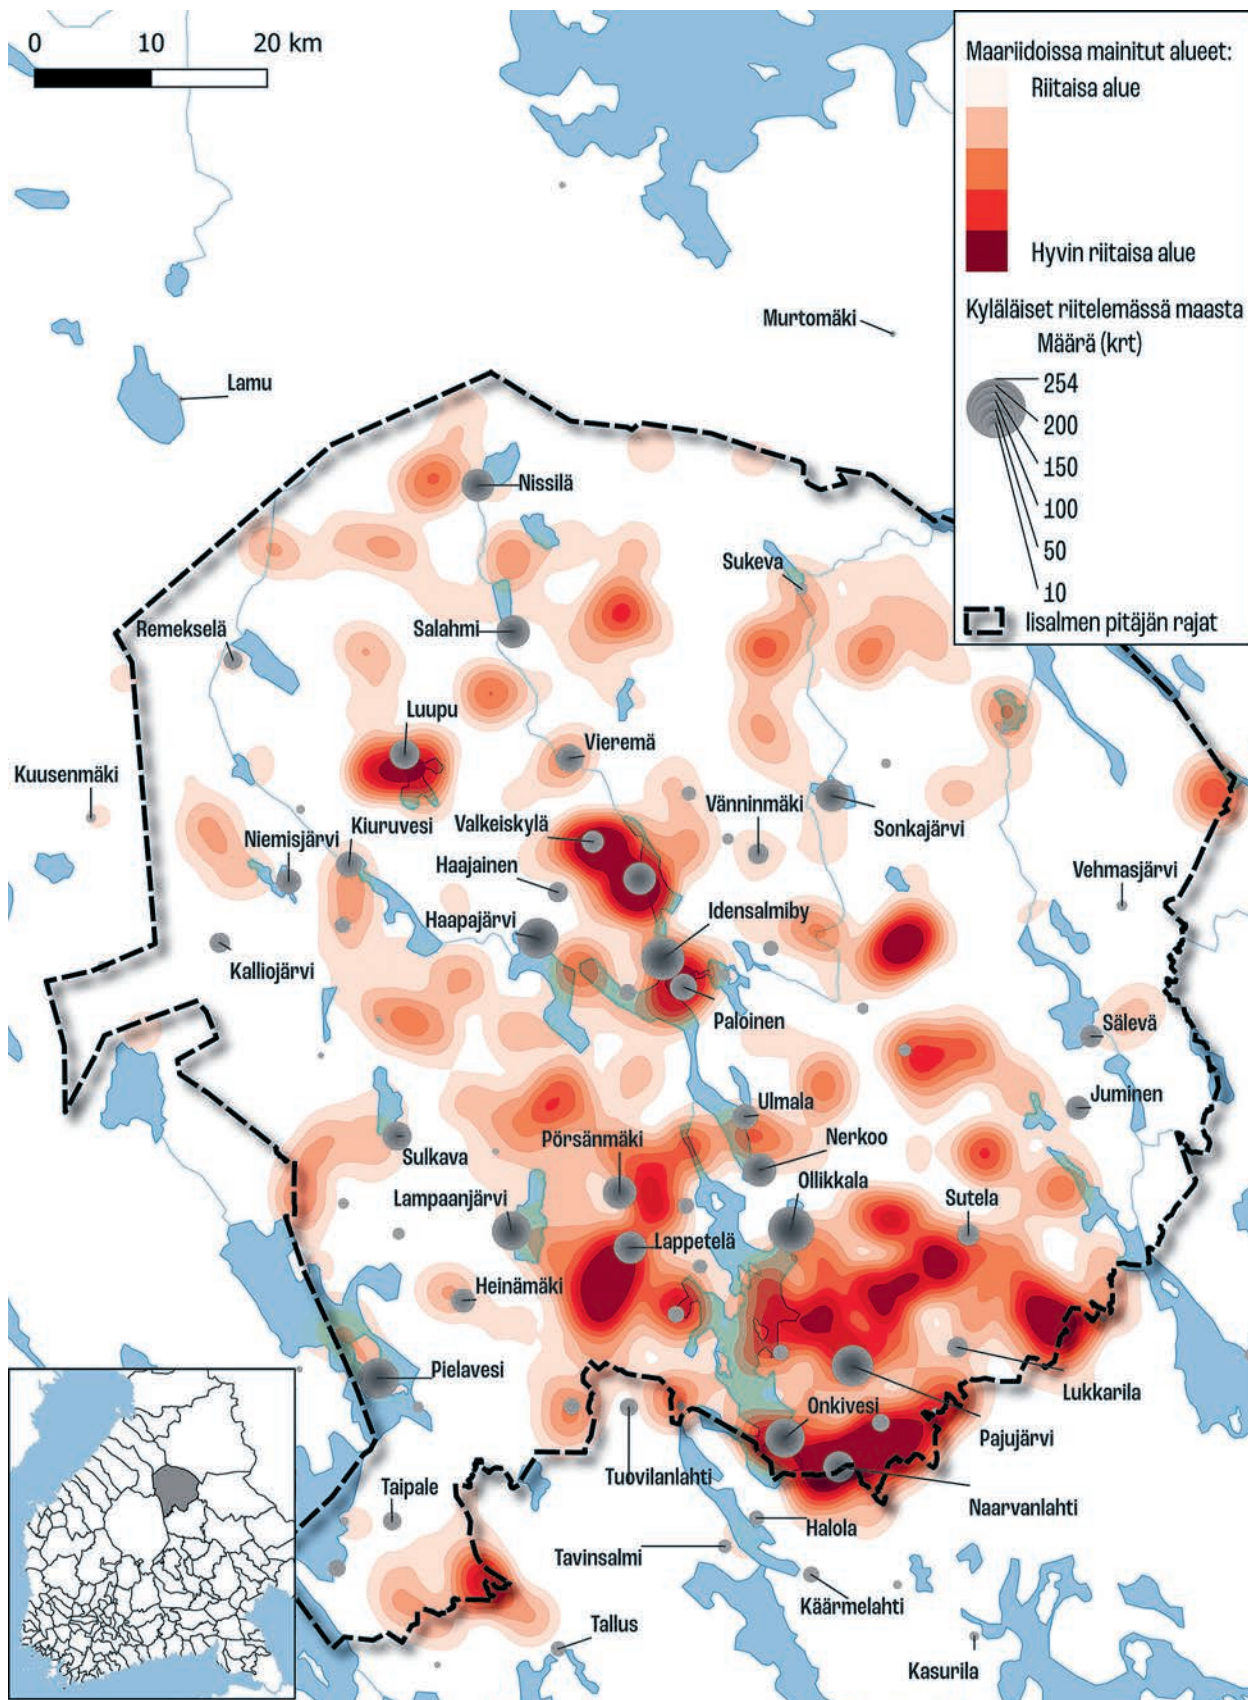 0 10 20 km
Maariidoissa mainitut alueet:
Riitaisa alue
Hyvin riitaisa alue
Kyläläiset riitelemässä maasta
Määrä (krt)
254
200
150
100
50
10
Iisalmen pitäjän rajat
Murtomäki
Lamu
Nissilä
Sukeva
Salahmi
Remekselä
Luupu
Vieremä
Kuusenmäki
Vänninmäki
Sonkajärvi
Valkeiskylä
Kiuruvesi
Niemisjärvi
Haajainen
Vehmasjärvi
Idensalmiby
Haapajärvi
Kalliojärvi
Paloinen
Sälevä
Ulmala
Juminen
Pörsänmäki
Nerkoo
Sulkava
Lampaanjärvi
Ollikkala
Sutela
Lappetelä
Heinämäki
Pielavesi
Lukkarila
Onkivesi
Pajujärvi
Tuovilanlahti
Taipale
Naarvanlahti
Halola
Tavinsalmi
Käärmelahti
Tallus
Kasurila